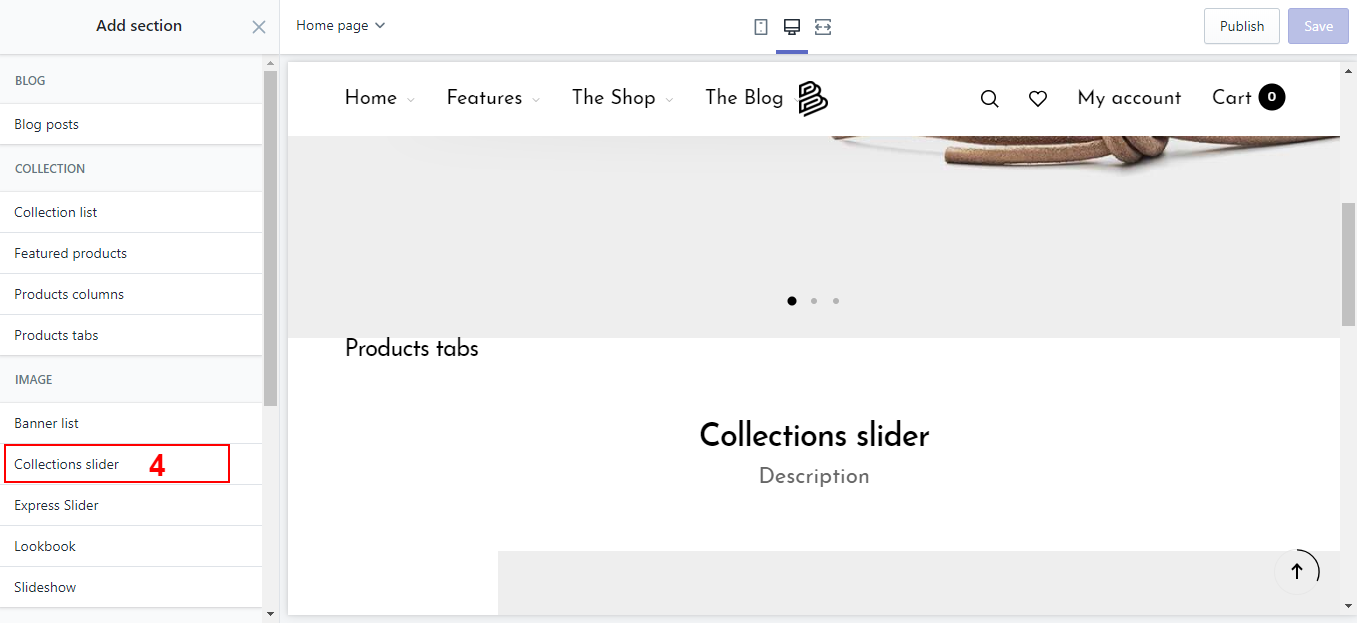 Add section
Home page
Publish
Save
BLOG
Blog posts
COLLECTION
Collection list
Featured products
Products columns
Products tabs
IMAGE
Banner list
Collections slider 4
Express Slider
Lookbook
Slideshow
Home Features The Shop The Blog My account Cart 0
Products tabs
Collections slider
Description